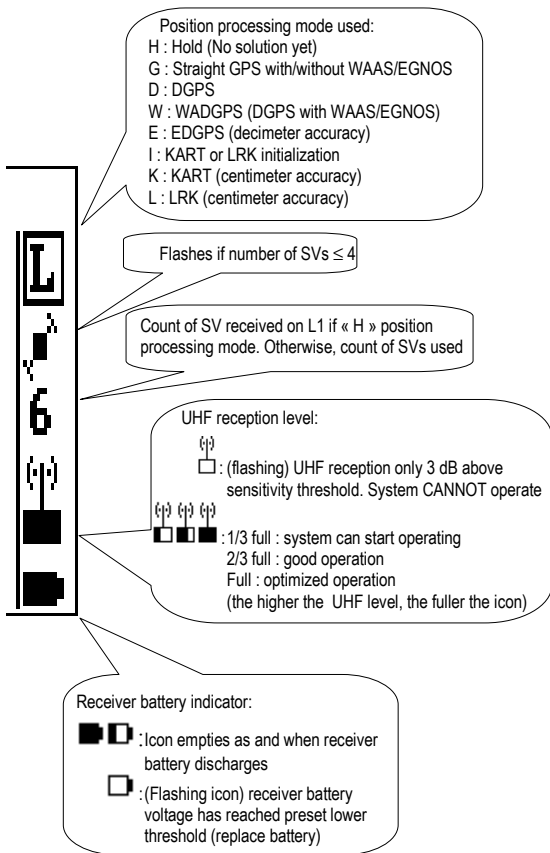 Position processing mode used:
H : Hold (No solution yet)
G : Straight GPS with/without WAAS/EGNOS
D : DGPS
W : WADGPS (DGPS with WAAS/EGNOS)
E : EDGPS (decimeter accuracy)
I : KART or LRK initialization
K : KART (centimeter accuracy)
L : LRK (centimeter accuracy)
L
Flashes if number of SVs ≤ 4
Count of SV received on L1 if « H » position
processing mode. Otherwise, count of SVs used
6
UHF reception level:
: (flashing) UHF reception only 3 dB above
sensitivity threshold. System CANNOT operate
: 1/3 full : system can start operating
2/3 full : good operation
Full : optimized operation
(the higher the UHF level, the fuller the icon)
Receiver battery indicator:
: Icon empties as and when receiver
battery discharges
: (Flashing icon) receiver battery
voltage has reached preset lower
threshold (replace battery)